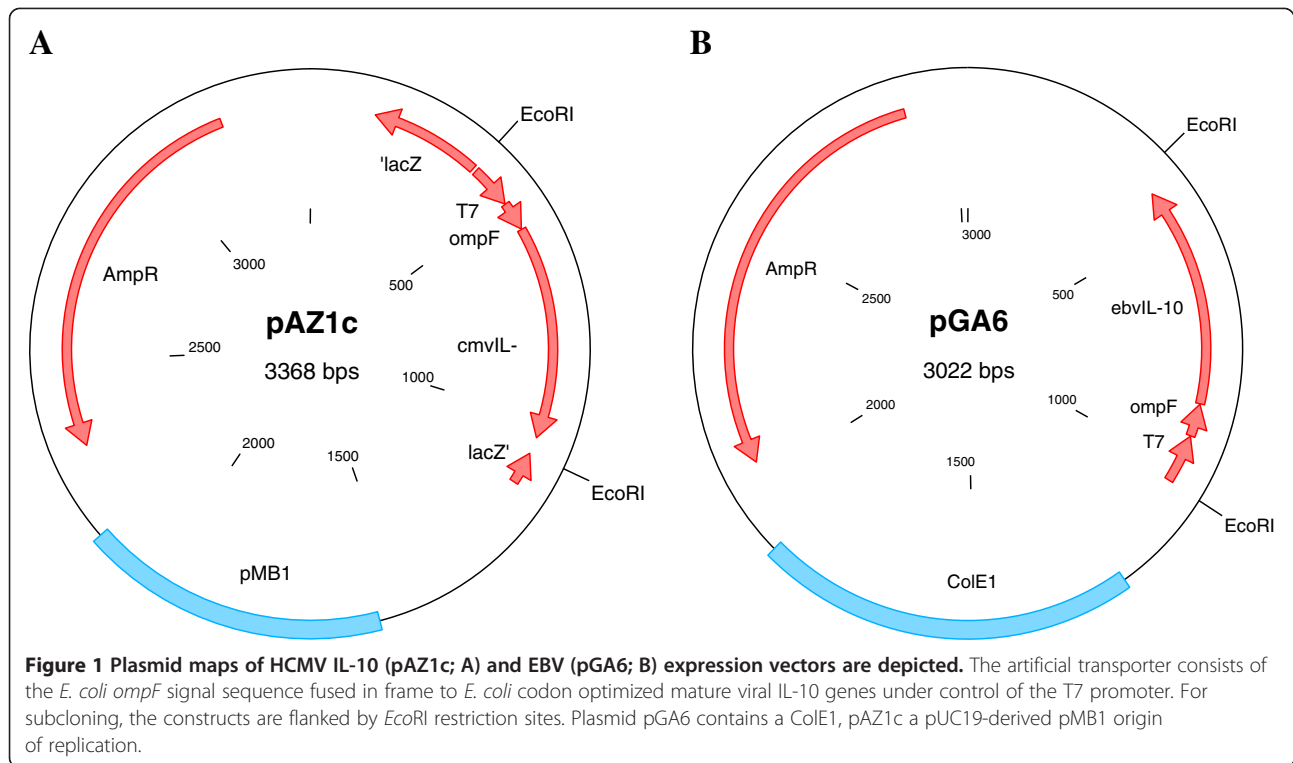 A
EcoRI
'lacZ
T7
ompF
AmpR
3000
500
pAZ1c
3368 bps
cmvIL-
2500
1000
2000
1500
lacZ'
EcoRI
pMB1
B
EcoRI
3000
AmpR
2500
500
ebvIL-10
pGA6
3022 bps
2000
1000
ompF
T7
1500
EcoRI
ColE1
Figure 1 Plasmid maps of HCMV IL-10 (pAZ1c; A) and EBV (pGA6; B) expression vectors are depicted. The artificial transporter consists of
the E. coli ompF signal sequence fused in frame to E. coli codon optimized mature viral IL-10 genes under control of the T7 promoter. For
subcloning, the constructs are flanked by EcoRI restriction sites. Plasmid pGA6 contains a ColE1, pAZ1c a pUC19-derived pMB1 origin
of replication.